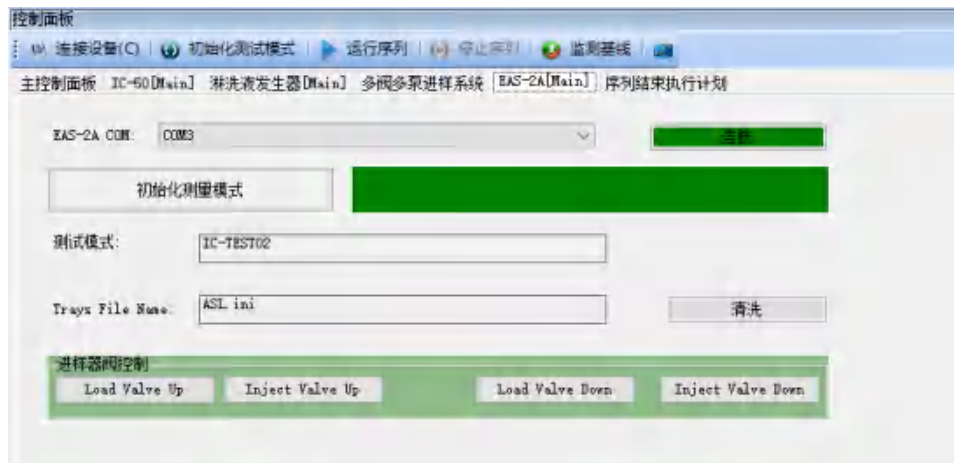 控制面板
连接设备(C) 初始化测试模式 运行序列 停止序列 监测基线
主控制面板 IC-60[Main] 淋洗液发生器[Main] 多阀多泵进样系统 EAS-2A[Main] 序列结束执行计划
EAS-2A COM: COM3
初始化测量模式
测试模式: IC-TEST02
Trays File Name: ASL ini 清洗
进样器阀控制
Load Valve Up Inject Valve Up Load Valve Down Inject Valve Down